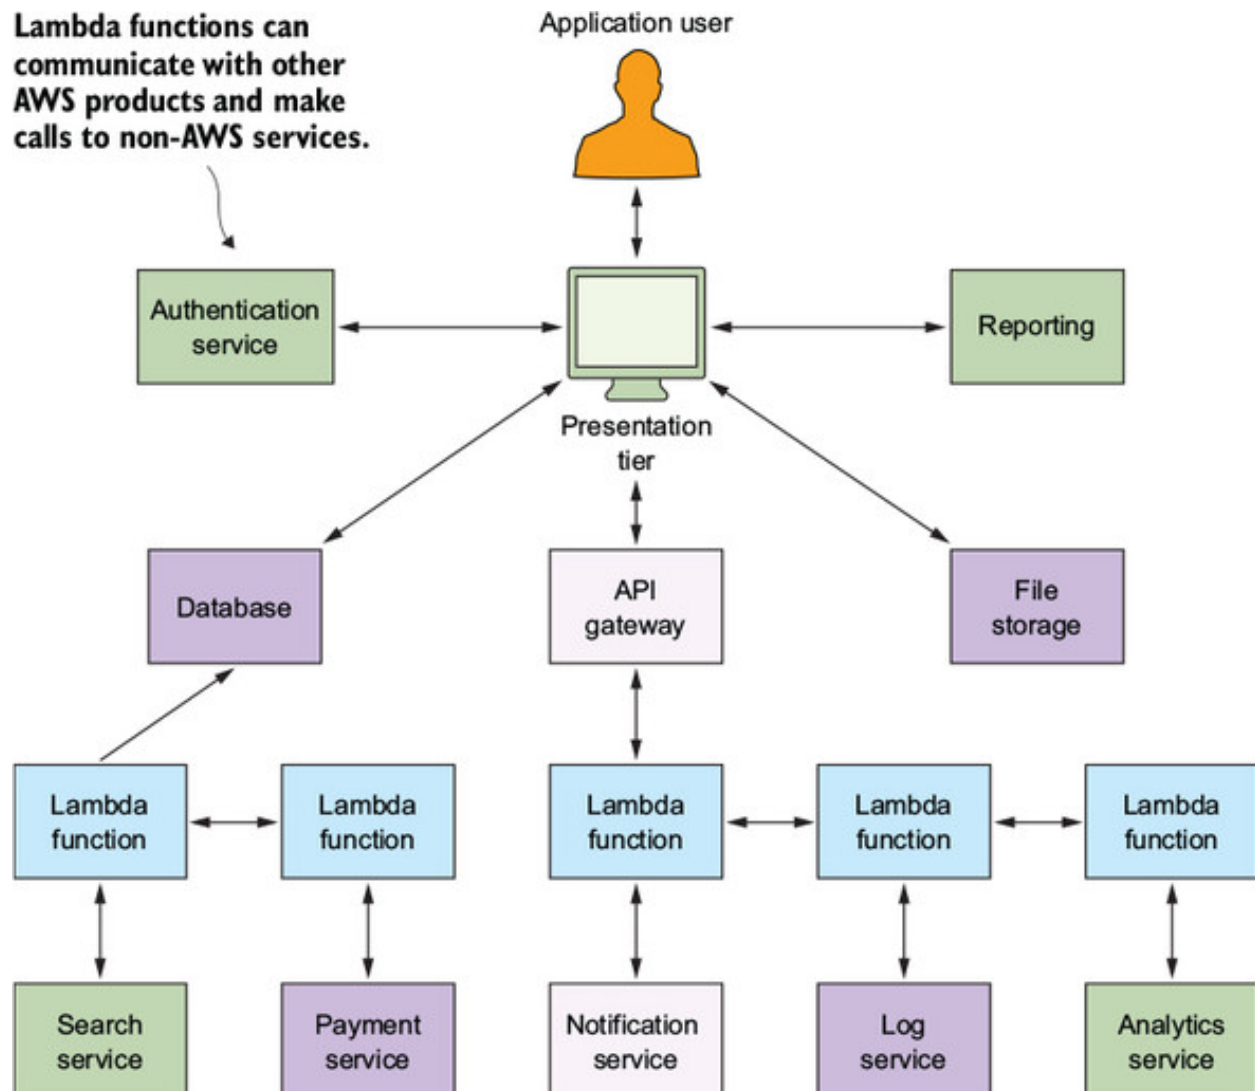 Lambda functions can
communicate with other
AWS products and make
calls to non-AWS services.
Application user
Authentication
service
Reporting
Presentation
tier
Database
API
gateway
File
storage
Lambda
function
Lambda
function
Lambda
function
Lambda
function
Lambda
function
Search
service
Payment
service
Notification
service
Log
service
Analytics
service